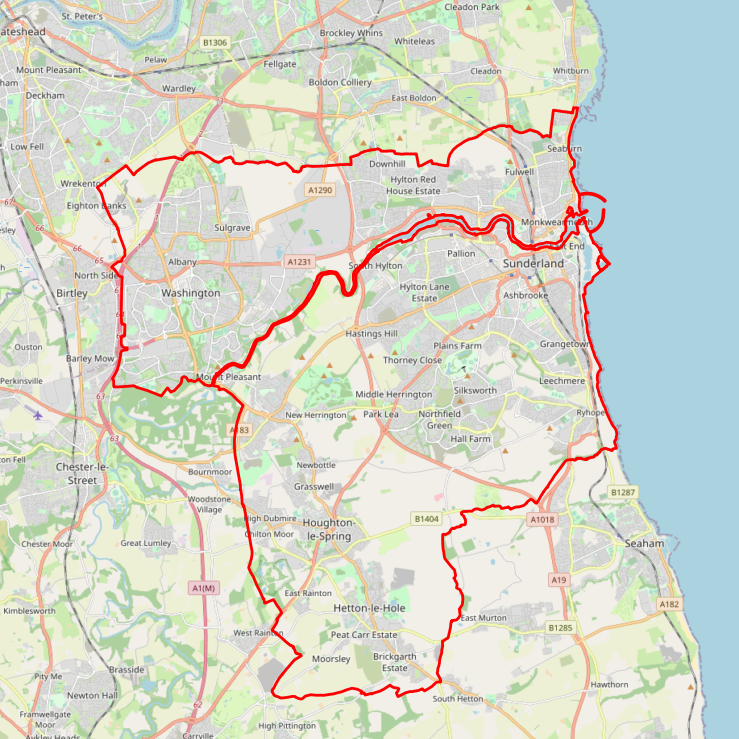 Cleadon Park
St. Peter's
Brockley Whins
Whiteleas
B1306
Pelaw
Fellgate
Mount Pleasant
Boldon Colliery
Cleadon
Whitburn
Wardley
Deckham
East Boldon
Low Fell
Seaburn
Downhill
Fulwell
Hylton Red
House Estate
Wrekenton
A1290
Eighton Banks
67
66
Monkwearmouth
Sulgrave
65
Pallion
Albany
A1231
South Hylton
Sunderland
North Side
64
Birtley
Washington
Hylton Lane
Estate
Ashbrooke
Hastings Hill
Ouston
Barley Mow
Plains Farm
Grangetown
Thorney Close
Perkinsville
Mount Pleasant
Leechmere
Silksworth
63
Middle Herrington
New Herrington
Park Lea
Northfield
Green
Ryhope
63
Hall Farm
Chester-le-
Street
Newbottle
Bournmoor
Grasswell
B1287
Woodstone
Village
High Dubmire
Chilton Moor
Houghton-
le-Spring
B1404
A1018
Chester Moor
Great Lumley
Seaham
A19
A1(M)
East Rainton
A182
Kimblesworth
Hetton-le-Hole
East Murton
B1285
West Rainton
Peat Carr Estate
Moorsley
Brickgarth
Estate
Brasside
Pity Me
Hawthorn
Newton Hall
South Hetton
Framwellgate
Moor
High Pittington
Carrville